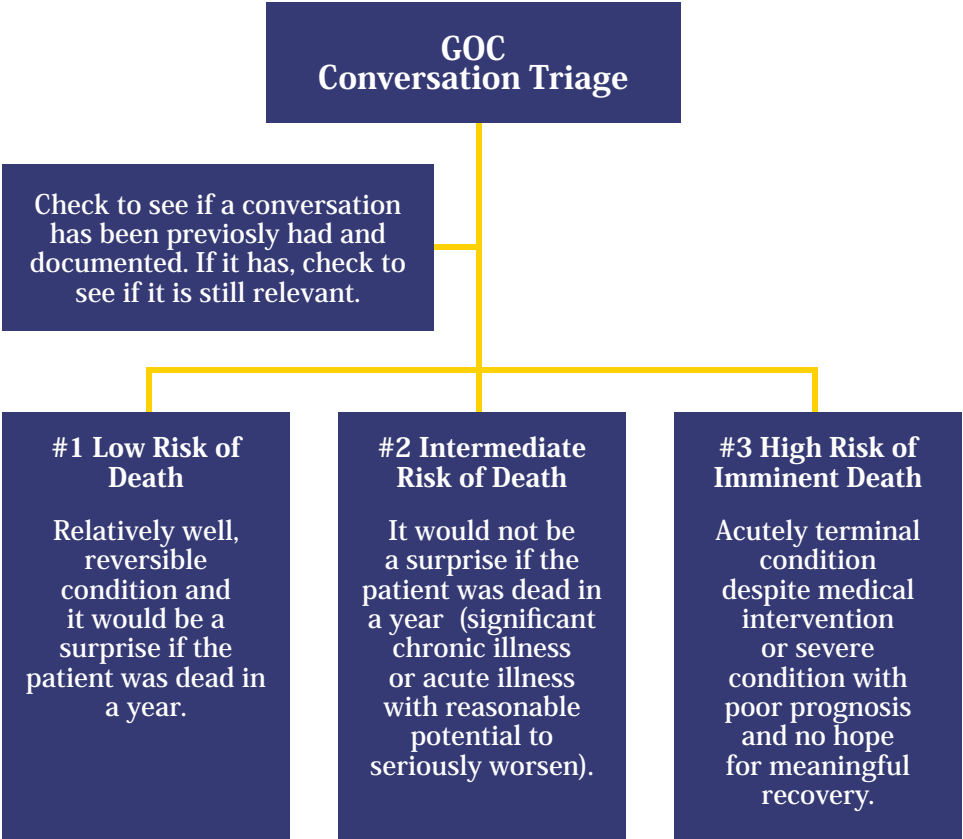 GOC
Conversation Triage
Check to see if a conversation
has been previosly had and
documented. If it has, check to
see if it is still relevant.
#1 Low Risk of
Death
Relatively well,
reversible
condition and
it would be a
surprise if the
patient was dead in
a year.
#2 Intermediate
Risk of Death
It would not be
a surprise if the
patient was dead in
a year (significant
chronic illness
or acute illness
with reasonable
potential to
seriously worsen).
#3 High Risk of
Imminent Death
Acutely terminal
condition
despite medical
intervention
or severe
condition with
poor prognosis
and no hope
for meaningful
recovery.